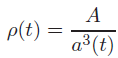 ρ(t) = A / a³(t)